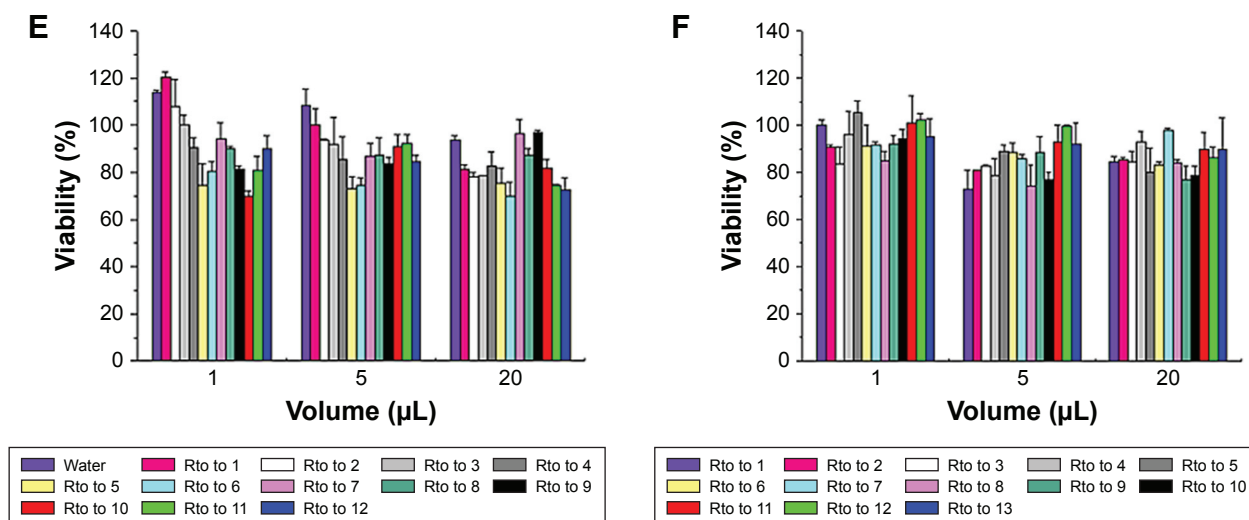 E
Viability (%)
140
120
100
80
60
40
20
0
1 5 20
Volume (µL)
Water Rto to 1 Rto to 2 Rto to 3 Rto to 4
Rto to 5 Rto to 6 Rto to 7 Rto to 8 Rto to 9
Rto to 10 Rto to 11 Rto to 12
F
Viability (%)
140
120
100
80
60
40
20
0
1 5 20
Volume (µL)
Rto to 1 Rto to 2 Rto to 3 Rto to 4 Rto to 5
Rto to 6 Rto to 7 Rto to 8 Rto to 9 Rto to 10
Rto to 11 Rto to 12 Rto to 13